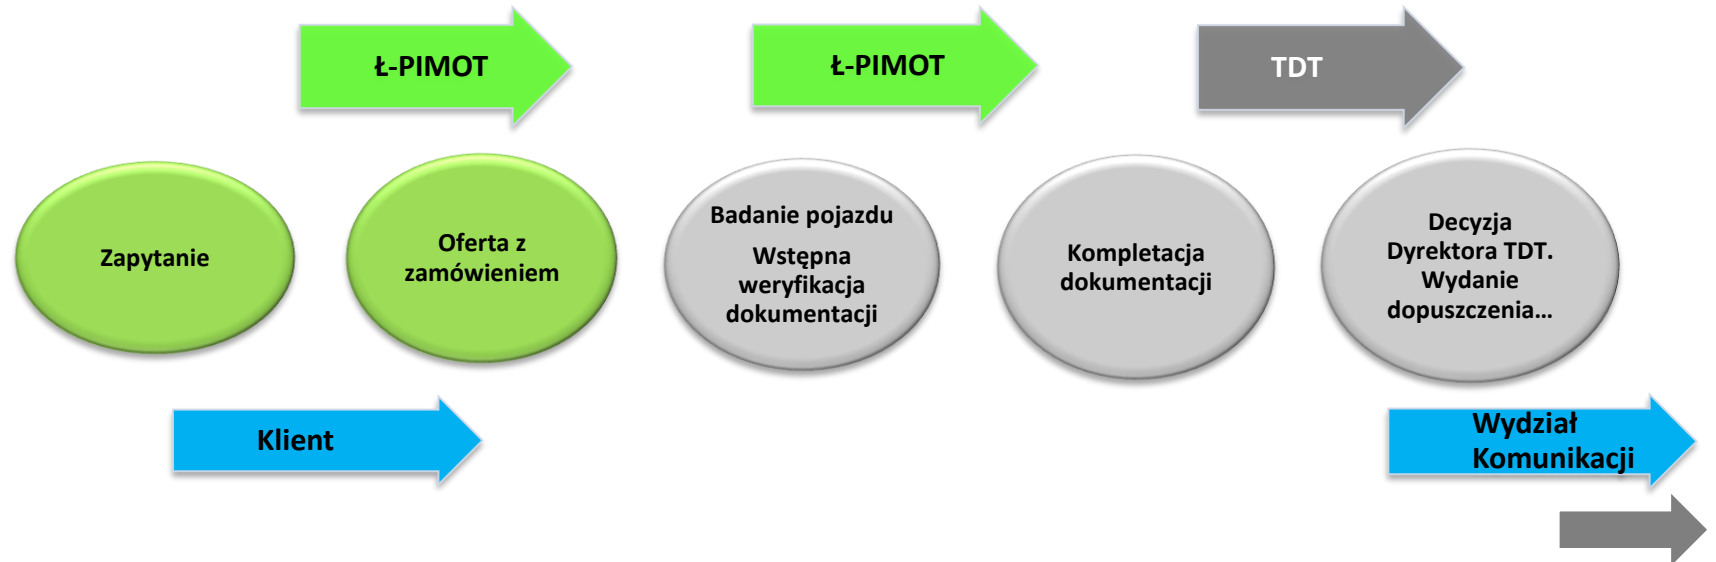 Ł-PIMOT
Ł-PIMOT
TDT
Zapytanie
Oferta z
zamówieniem
Badanie pojazdu
Wstępna
weryfikacja
dokumentacji
Kompletacja
dokumentacji
Decyzja
Dyrektora TDT.
Wydanie
dopuszczenia…
Klient
Wydział
Komunikacji